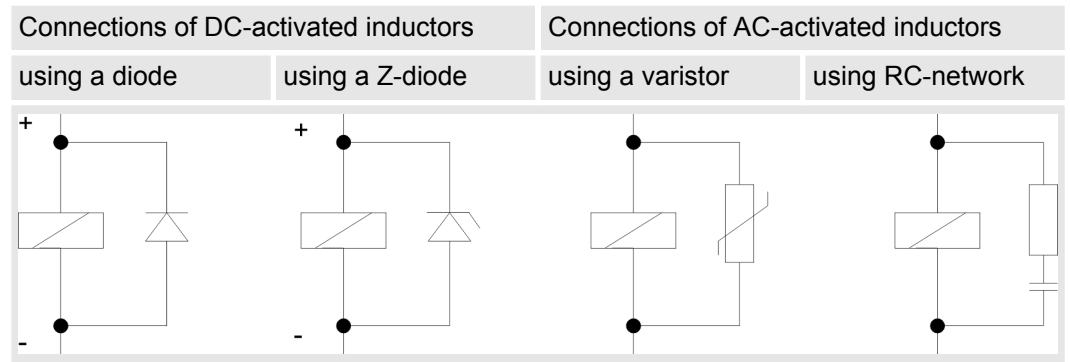 Connections of DC-activated inductors
Connections of AC-activated inductors
using a diode
using a Z-diode
using a varistor
using RC-network
+
+
-
-